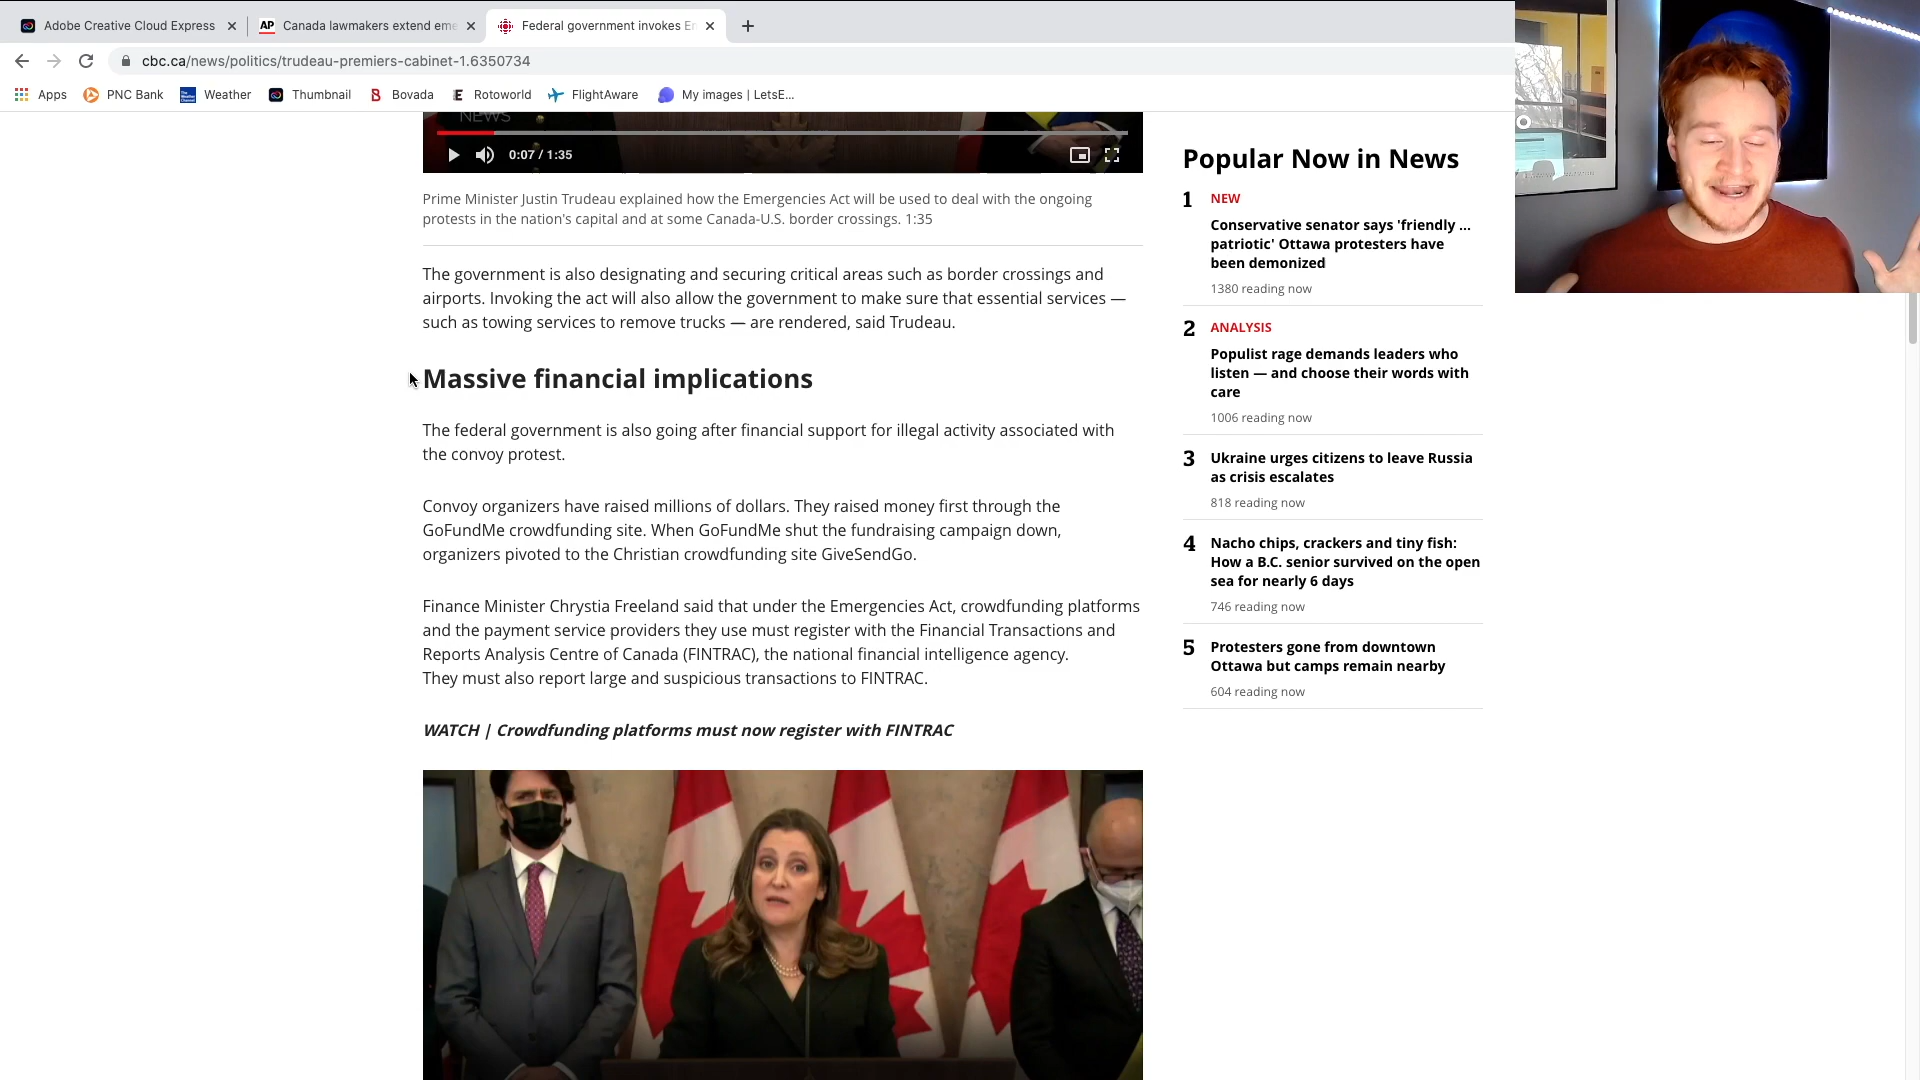 Adobe Creative Cloud Express
AP Canada lawmakers extend eme
Federal government invokes En
cbc.ca/news/politics/trudeau-premiers-cabinet-1.6350734
Apps PNC Bank Weather Thumbnail Bovada Rotoworld FlightAware My images | LetsE...
NEWS
0:07 / 1:35
Prime Minister Justin Trudeau explained how the Emergencies Act will be used to deal with the ongoing
protests in the nation's capital and at some Canada-U.S. border crossings. 1:35
The government is also designating and securing critical areas such as border crossings and
airports. Invoking the act will also allow the government to make sure that essential services —
such as towing services to remove trucks — are rendered, said Trudeau.
Massive financial implications
The federal government is also going after financial support for illegal activity associated with
the convoy protest.
Convoy organizers have raised millions of dollars. They raised money first through the
GoFundMe crowdfunding site. When GoFundMe shut the fundraising campaign down,
organizers pivoted to the Christian crowdfunding site GiveSendGo.
Finance Minister Chrystia Freeland said that under the Emergencies Act, crowdfunding platforms
and the payment service providers they use must register with the Financial Transactions and
Reports Analysis Centre of Canada (FINTRAC), the national financial intelligence agency.
They must also report large and suspicious transactions to FINTRAC.
WATCH | Crowdfunding platforms must now register with FINTRAC
Popular Now in News
1 NEW
Conservative senator says 'friendly ...
patriotic' Ottawa protesters have
been demonized
1380 reading now
2 ANALYSIS
Populist rage demands leaders who
listen — and choose their words with
care
1006 reading now
3 Ukraine urges citizens to leave Russia
as crisis escalates
818 reading now
4 Nacho chips, crackers and tiny fish:
How a B.C. senior survived on the open
sea for nearly 6 days
746 reading now
5 Protesters gone from downtown
Ottawa but camps remain nearby
604 reading now